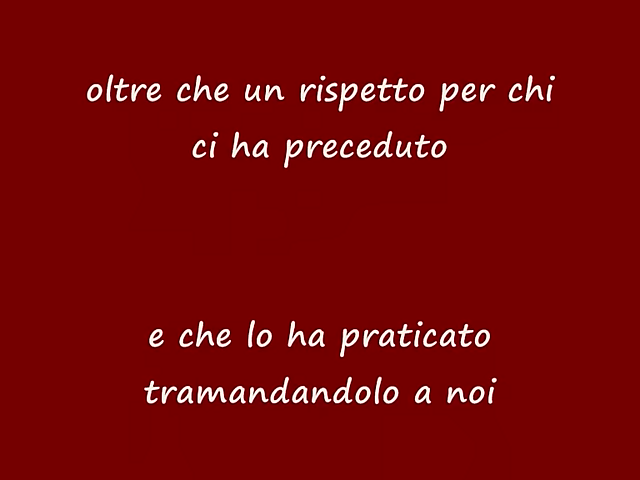 oltre che un rispetto per chi
ci ha preceduto
e che lo ha praticato
tramandandolo a noi